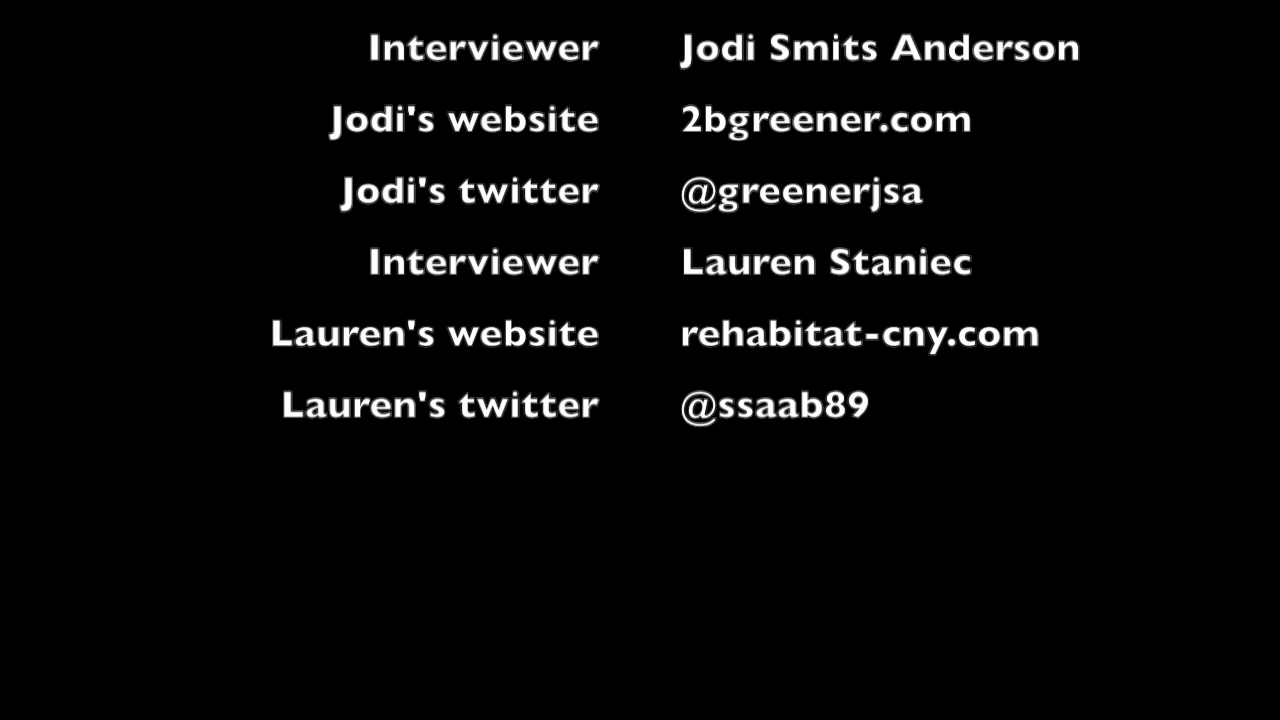 Interviewer Jodi Smits Anderson
Jodi's website 2bgreener.com
Jodi's twitter @greenerjsa
Interviewer Lauren Staniec
Lauren's website rehabitat-cny.com
Lauren's twitter @ssaab89